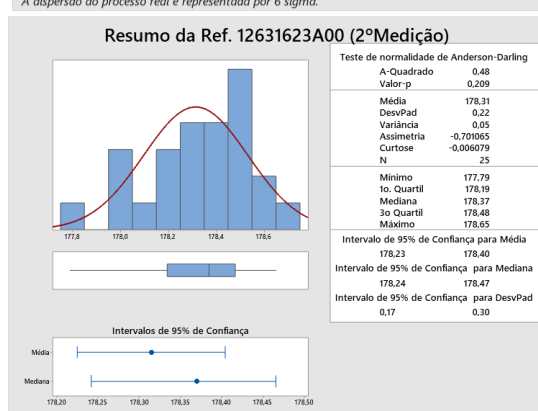 A dispersão do processo real é representada por 6 sigma.
Resumo da Ref. 12631623A00 (2ºMedição)
Teste de normalidade de Anderson-Darling
A-Quadrado 0,48
Valor-p 0,209
Média 178,31
DesvPad 0,22
Variância 0,05
Assimetria -0,701065
Curtose -0,006079
N 25
Mínimo 177,79
1o. Quartil 178,19
Mediana 178,37
3o Quartil 178,48
Máximo 178,65
Intervalo de 95% de Confiança para Média
178,23 178,40
Intervalo de 95% de Confiança para Mediana
178,24 178,47
Intervalo de 95% de Confiança para DesvPad
0,17 0,30
177,8 178,0 178,2 178,4 178,6
Intervalos de 95% de Confiança
Média
Mediana
178,20 178,25 178,30 178,35 178,40 178,45 178,50